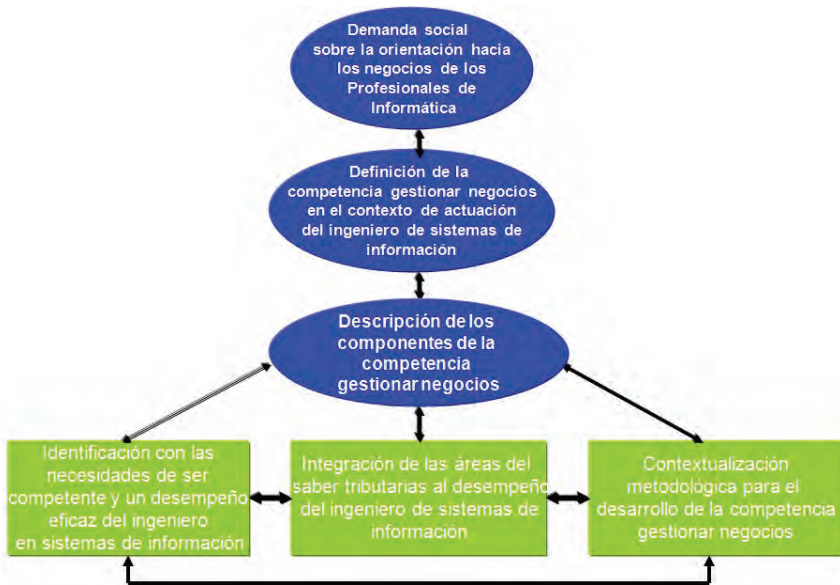 Demanda social
sobre la orientación hacia
los negocios de los
Profesionales de
Informática
Definición de la
competencia gestionar negocios
en el contexto de actuación
del ingeniero de sistemas de
información
Descripción de los
componentes de la
competencia
gestionar negocios
Identificación con las
necesidades de ser
competente y un desempeño
eficaz del ingeniero
en sistemas de información
Integración de las áreas del
saber tributarias al desempeño
del ingeniero de sistemas de
información
Contextualización
metodológica para el
desarrollo de la competencia
gestionar negocios